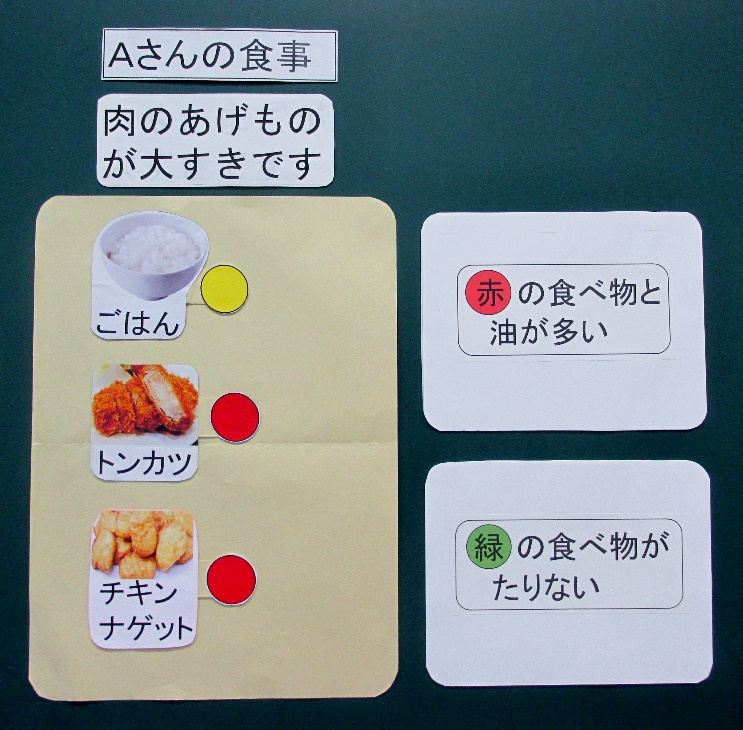 Aさんの食事
肉のあげもの
が大すきです
ごはん
トンカツ
チキン
ナゲット
赤の食べ物と
油が多い
緑の食べ物が
たりない